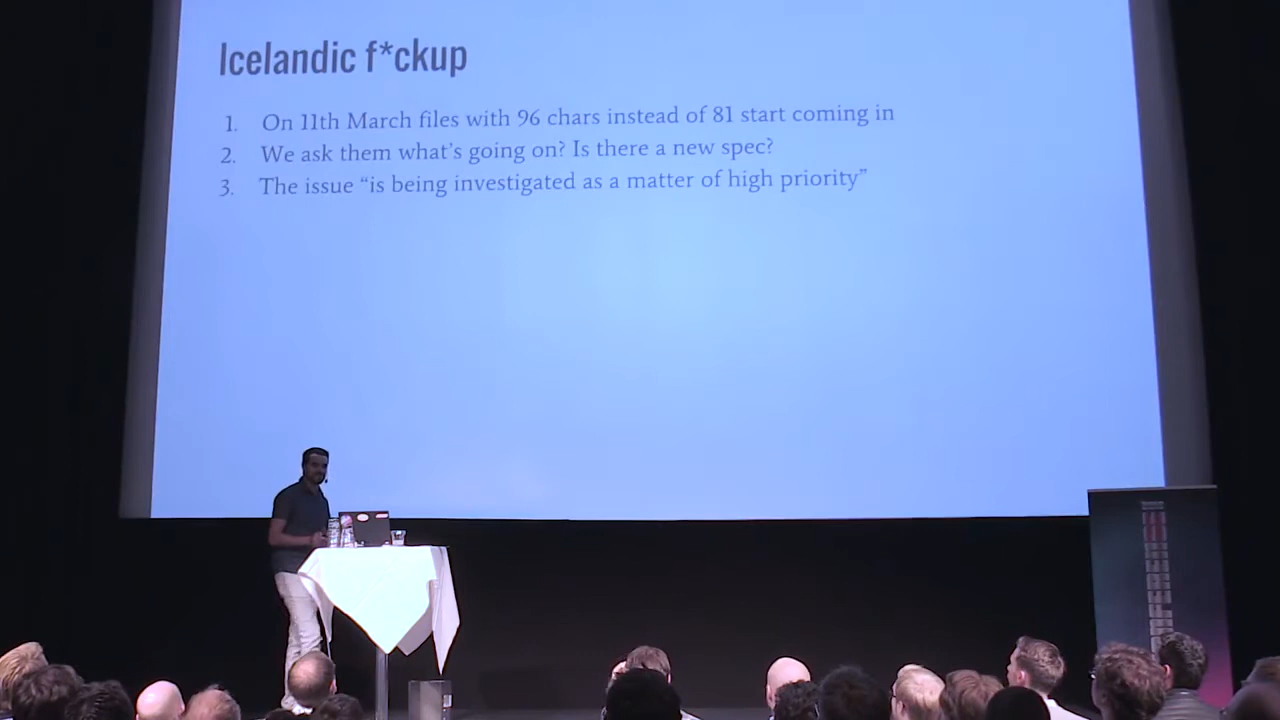 Icelandic f*ckup
1. On 11th March files with 96 chars instead of 81 start coming in
2. We ask them what's going on? Is there a new spec?
3. The issue “is being investigated as a matter of high priority”